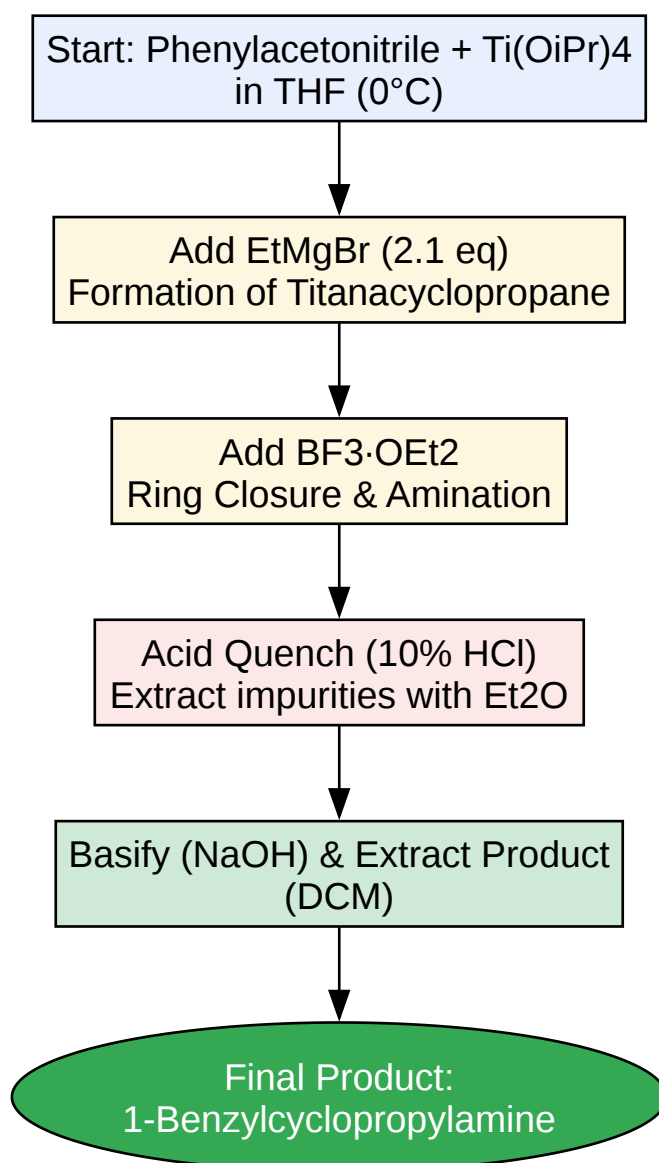 Start: Phenylacetonitrile + Ti(OiPr)4
in THF (0°C)
Add EtMgBr (2.1 eq)
Formation of Titanacyclopropane
Add BF3·OEt2
Ring Closure & Amination
Acid Quench (10% HCl)
Extract impurities with Et2O
Basify (NaOH) & Extract Product
(DCM)
Final Product:
1-Benzylcyclopropylamine